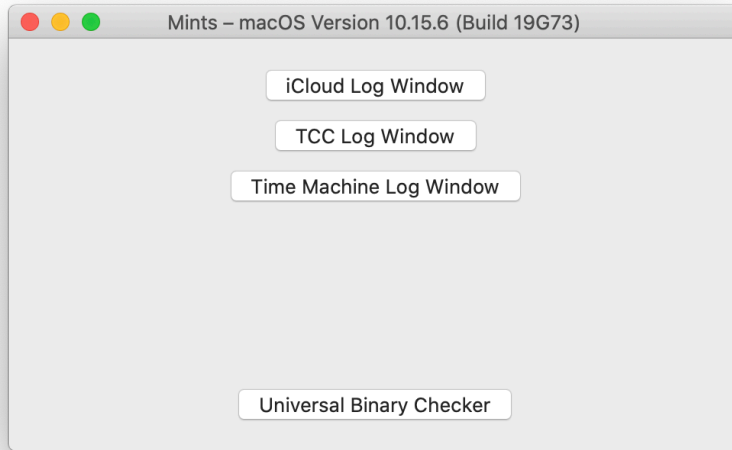 Mints – macOS Version 10.15.6 (Build 19G73)
iCloud Log Window
TCC Log Window
Time Machine Log Window
Universal Binary Checker